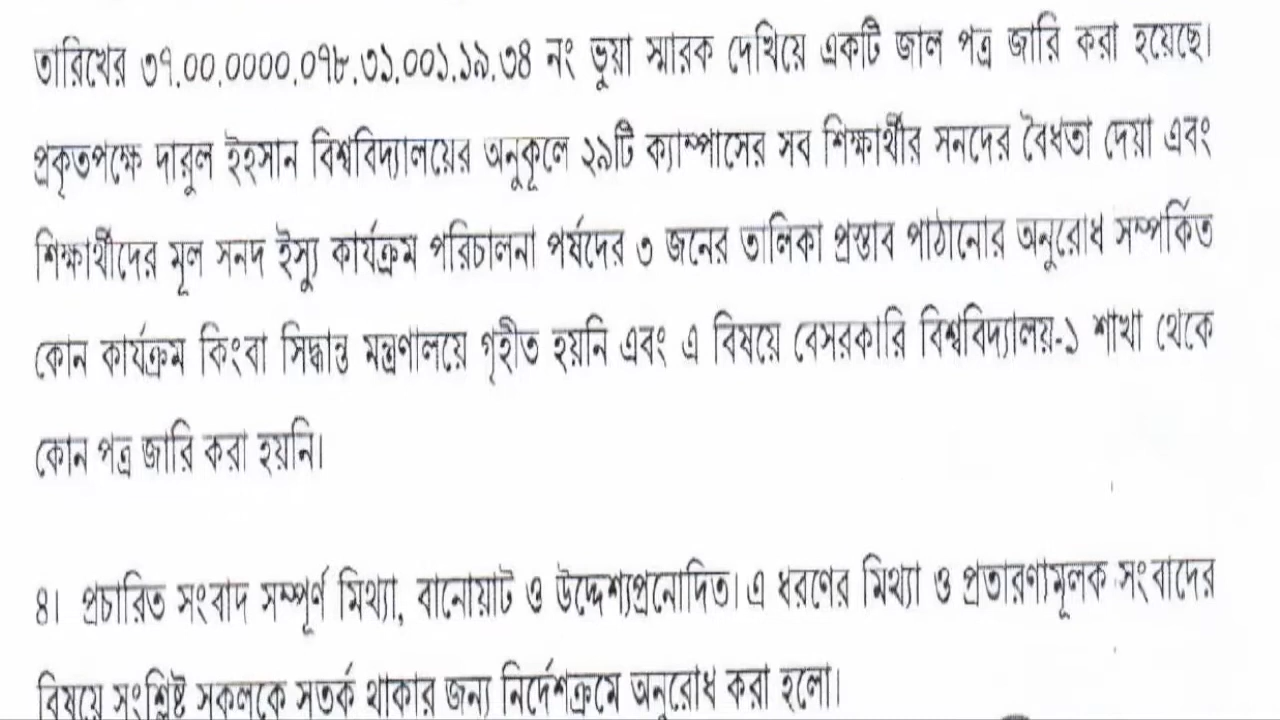 তারিখের ৩৭.০০.০০০০.০৭৮.৩১.০০১.১৯.৩৪ নং ভূয়া স্মারক দেখিয়ে একটি জাল পত্র জারি করা হয়েছে।
প্রকৃতপক্ষে দারুল ইহসান বিশ্ববিদ্যালয়ের অনুকূলে ২৯টি ক্যাম্পাসের সব শিক্ষার্থীর সনদের বৈধতা দেয়া এবং
শিক্ষার্থীদের মূল সনদ ইস্যু কার্যক্রম পরিচালনা পর্ষদের ৩ জনের তালিকা প্রস্তাব পাঠানোর অনুরোধ সম্পর্কিত
কোন কার্যক্রম কিংবা সিদ্ধান্ত মন্ত্রণালয়ে গৃহীত হয়নি এবং এ বিষয়ে বেসরকারি বিশ্ববিদ্যালয়-১ শাখা থেকে
কোন পত্র জারি করা হয়নি।
৪। প্রচারিত সংবাদ সম্পূর্ণ মিথ্যা, বানোয়াট ও উদ্দেশ্যপ্রনোদিত। এ ধরণের মিথ্যা ও প্রতারণামূলক সংবাদের
বিষয়ে সংশ্লিষ্ট সকলকে সতর্ক থাকার জন্য নির্দেশক্রমে অনুরোধ করা হলো।